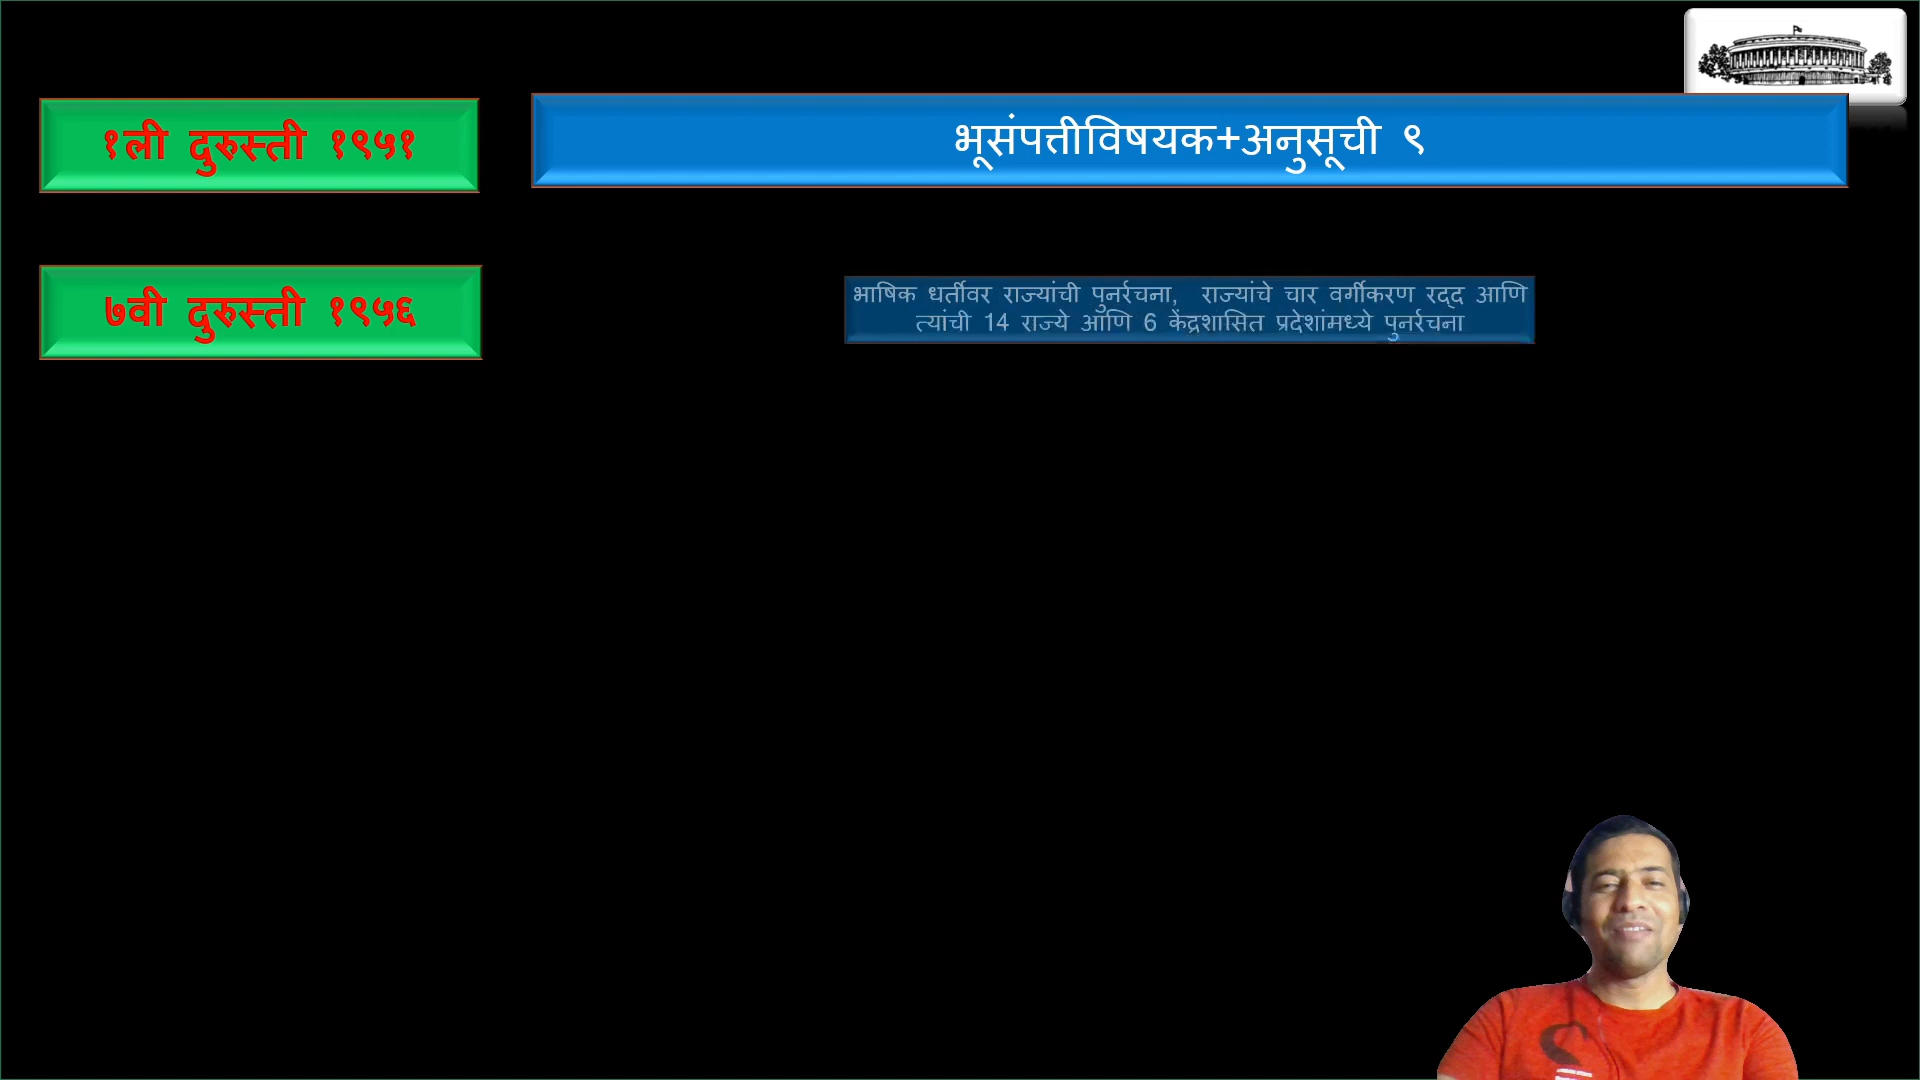 १ली दुरुस्ती १९५१
भूसंपत्तीविषयक+अनुसूची ९
७वी दुरुस्ती १९५६
भाषिक धर्तीवर राज्यांची पुनर्रचना, राज्यांचे चार वर्गीकरण रद्द आणि
त्यांची 14 राज्ये आणि 6 केंद्रशासित प्रदेशांमध्ये पुनर्रचना